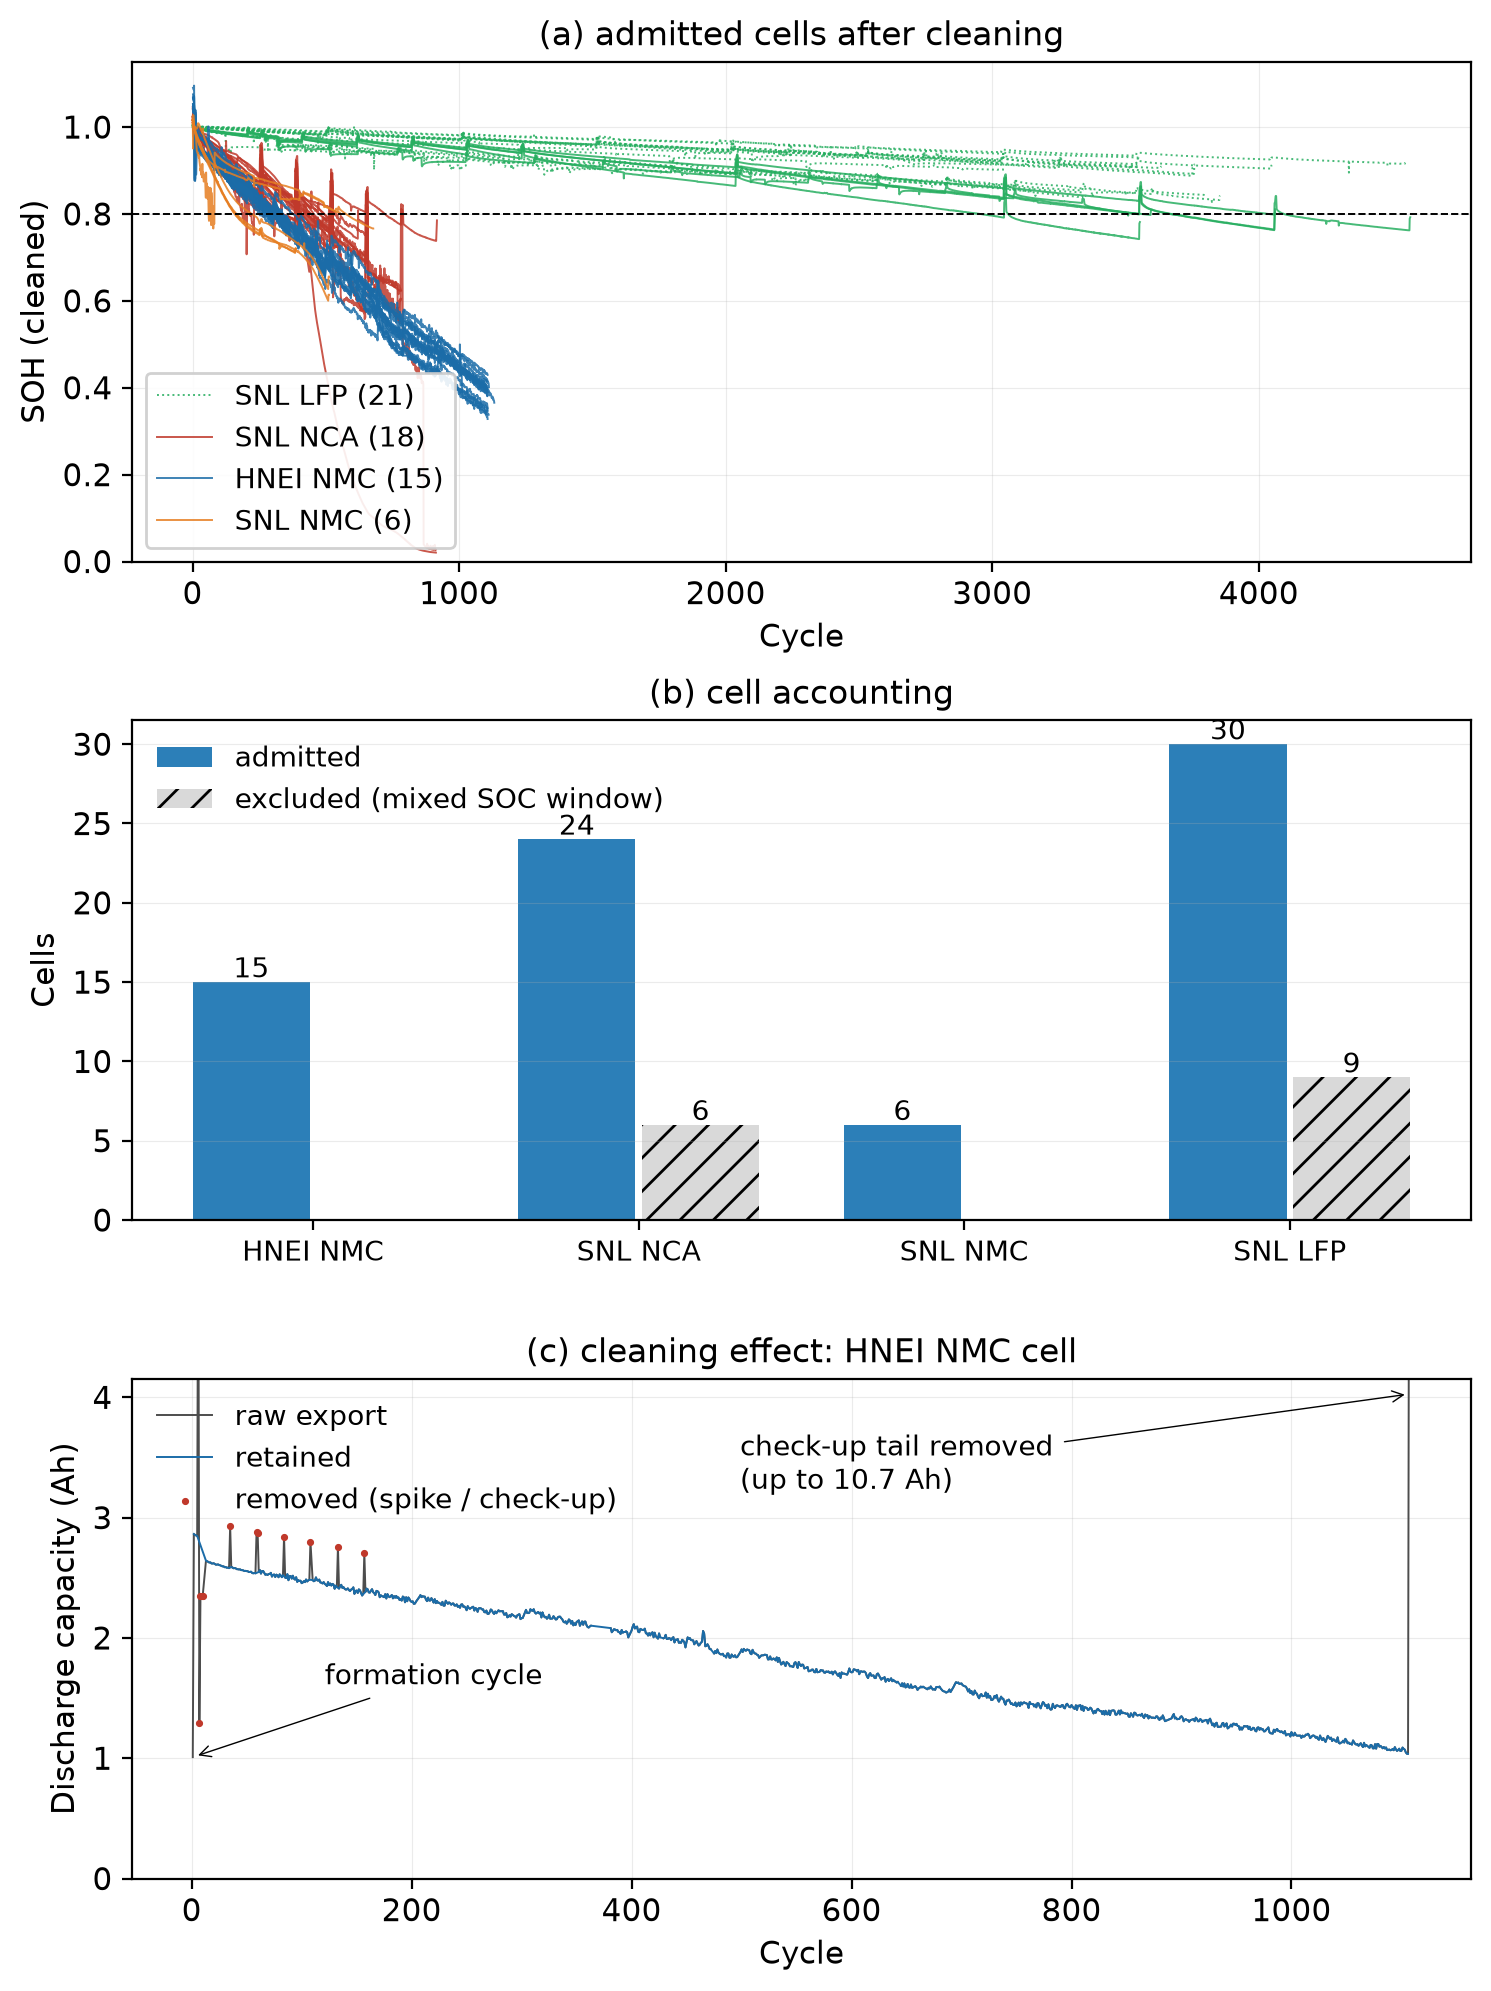 (a) admitted cells after cleaning
SOH (cleaned)
1.0
0.8
0.6
0.4
0.2
0.0
SNL LFP (21)
SNL NCA (18)
HNEI NMC (15)
SNL NMC (6)
0 1000 2000 3000 4000
Cycle
(b) cell accounting
Cells
30
25
20
15
10
5
0
admitted
excluded (mixed SOC window)
15
24
6
6
30
9
HNEI NMC SNL NCA SNL NMC SNL LFP
(c) cleaning effect: HNEI NMC cell
Discharge capacity (Ah)
4
3
2
1
0
raw export
retained
removed (spike / check-up)
check-up tail removed
(up to 10.7 Ah)
formation cycle
0 200 400 600 800 1000
Cycle